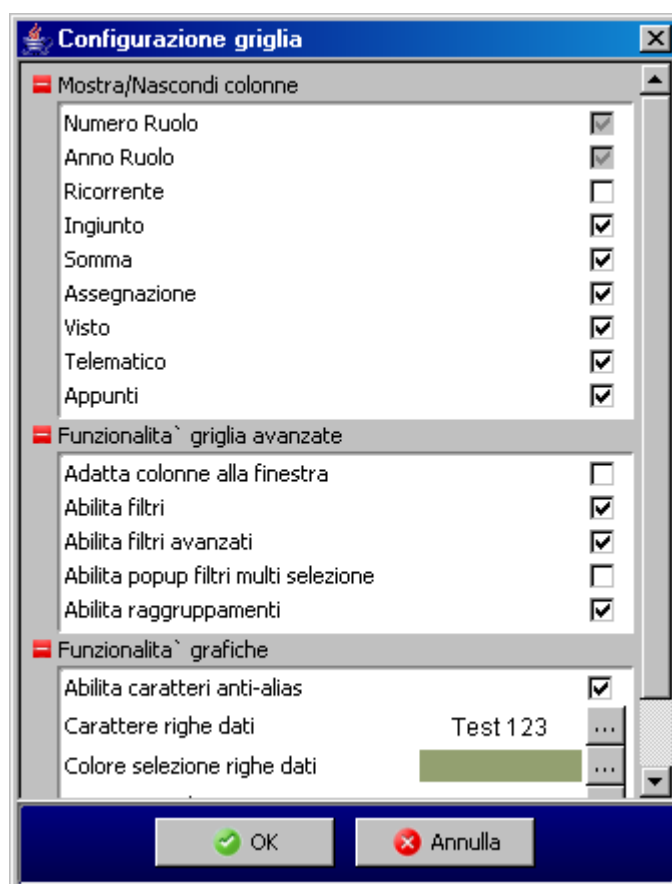 Configurazione griglia
Mostra/Nascondi colonne
Numero Ruolo
Anno Ruolo
Ricorrente
Ingiunto
Somma
Assegnazione
Visto
Telematico
Appunti
Funzionalita` griglia avanzate
Adatta colonne alla finestra
Abilita filtri
Abilita filtri avanzati
Abilita popup filtri multi selezione
Abilita raggruppamenti
Funzionalita` grafiche
Abilita caratteri anti-alias
Carattere righe dati Test 123 ...
Colore selezione righe dati ...
OK Annulla